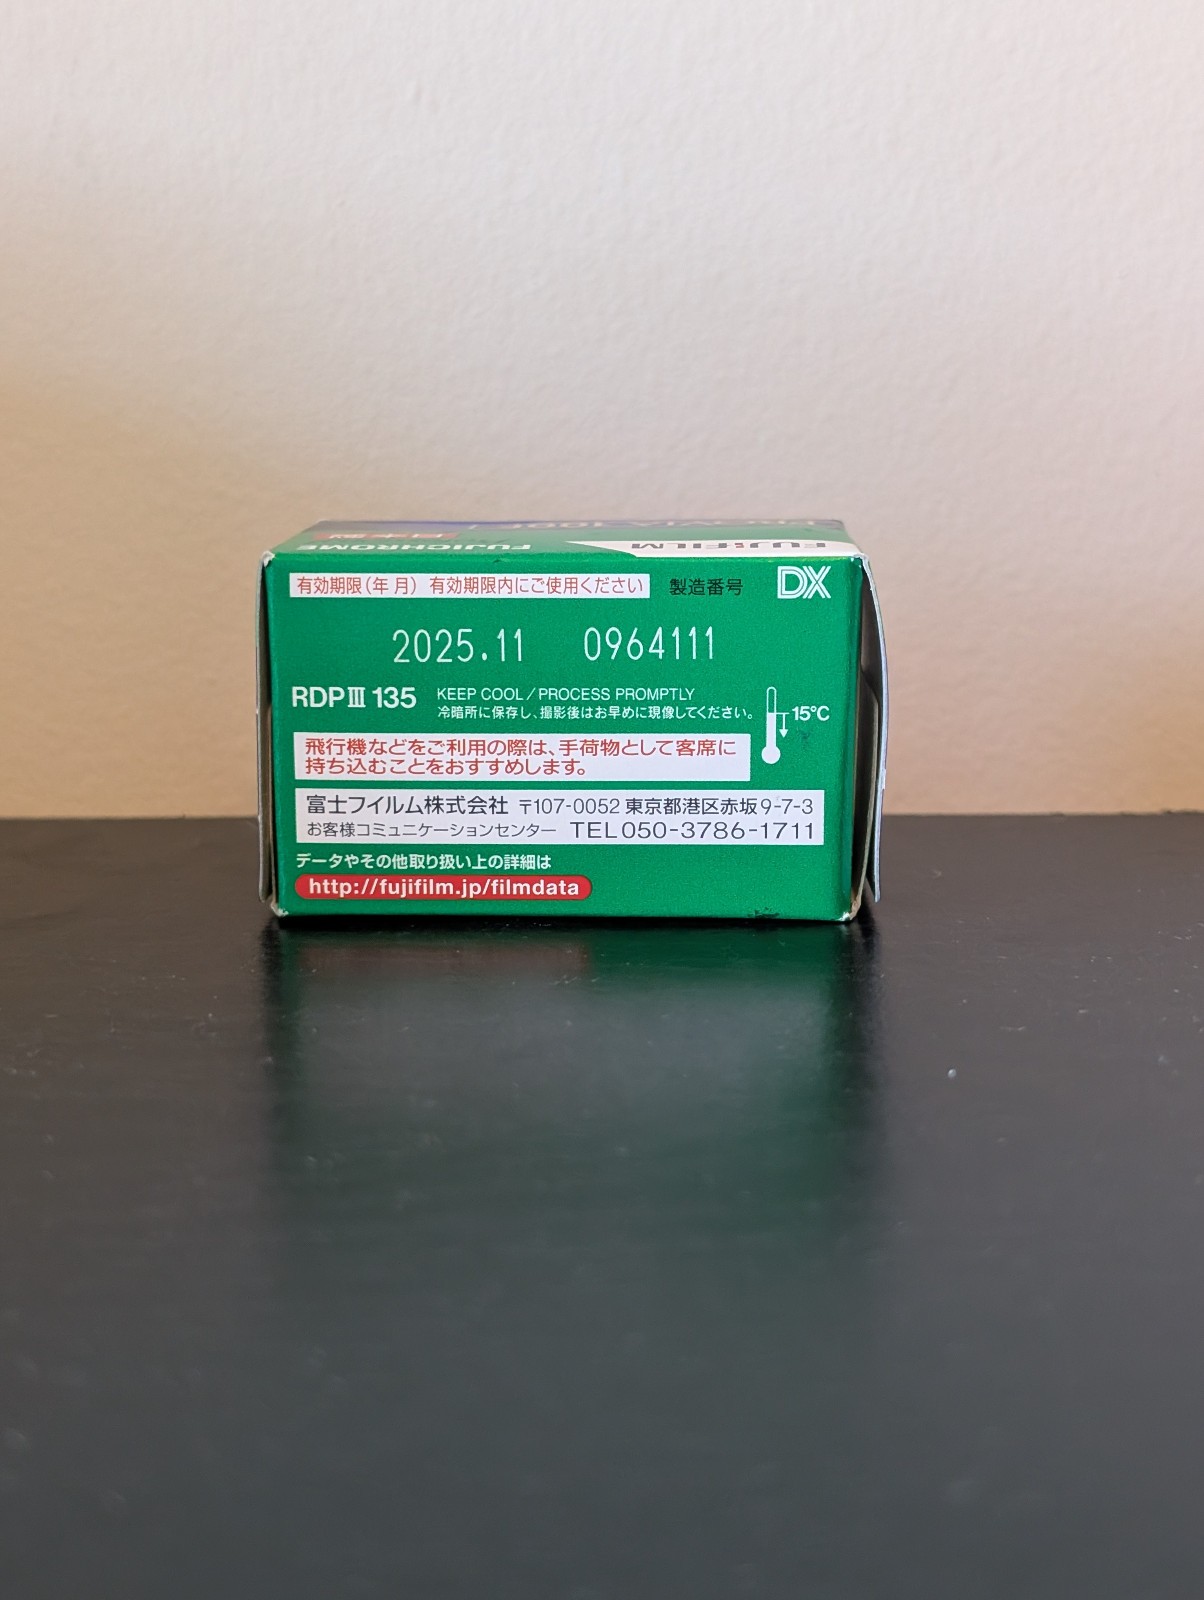 PROVIA 100F
FUJIFILM
日本製
FUJICHROME
有効期限(年 月) 有効期限内にご使用ください 製造番号 DX
2025.11 0964111
RDPⅢ 135 KEEP COOL/PROCESS PROMPTLY
冷暗所に保存し、撮影後はお早めに現像してください。 15°C
飛行機などをご利用の際は、手荷物として客席に
持ち込むことをおすすめします。
富士フイルム株式会社 〒107-0052 東京都港区赤坂9-7-3
お客様コミュニケーションセンター TEL050-3786-1711
データやその他取り扱い上の詳細は
http://fujifilm.jp/filmdata